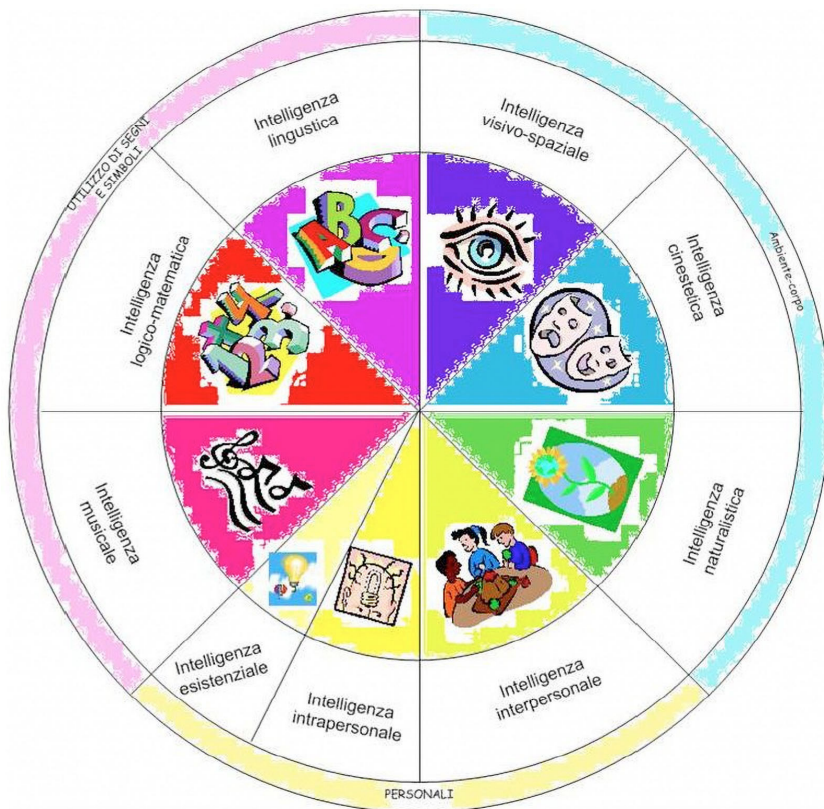 UTILIZZO DI SEGNI
E SIMBOLI
Intelligenza
lingustica
Intelligenza
visivo-spaziale
Intelligenza
logico-matematica
Intelligenza
cinestetica
Ambiente-corpo
Intelligenza
musicale
Intelligenza
naturalistica
Intelligenza
esistenziale
Intelligenza
intrapersonale
Intelligenza
interpersonale
PERSONALI